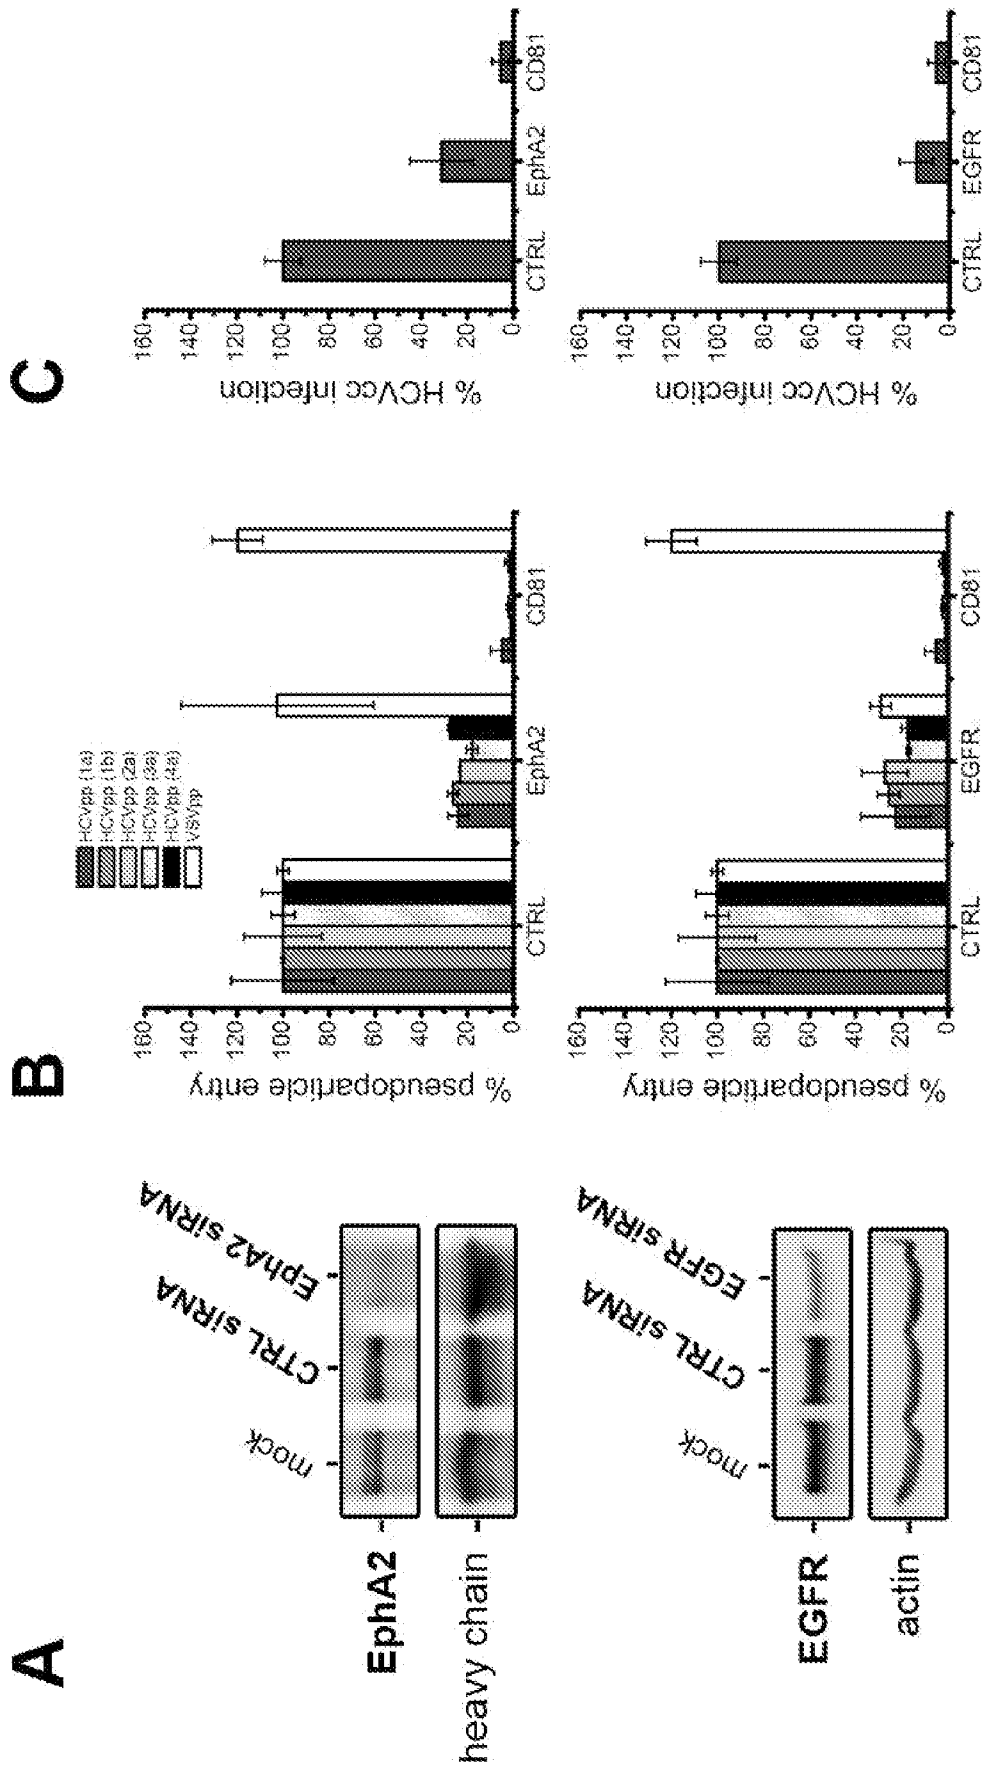 A
mock
CTRL siRNA
EphA2 siRNA
EphA2
heavy chain
mock
CTRL siRNA
EGFR siRNA
EGFR
actin
B
HCVpp (1a)
HCVpp (1b)
HCVpp (2a)
HCVpp (3a)
HCVpp (4a)
VSVpp
% pseudoparticle entry
160
140
120
100
80
60
40
20
0
CTRL
EphA2
CD81
% pseudoparticle entry
160
140
120
100
80
60
40
20
0
CTRL
EGFR
CD81
C
% HCVcc infection
160
140
120
100
80
60
40
20
0
CTRL
EphA2
CD81
% HCVcc infection
160
140
120
100
80
60
40
20
0
CTRL
EGFR
CD81